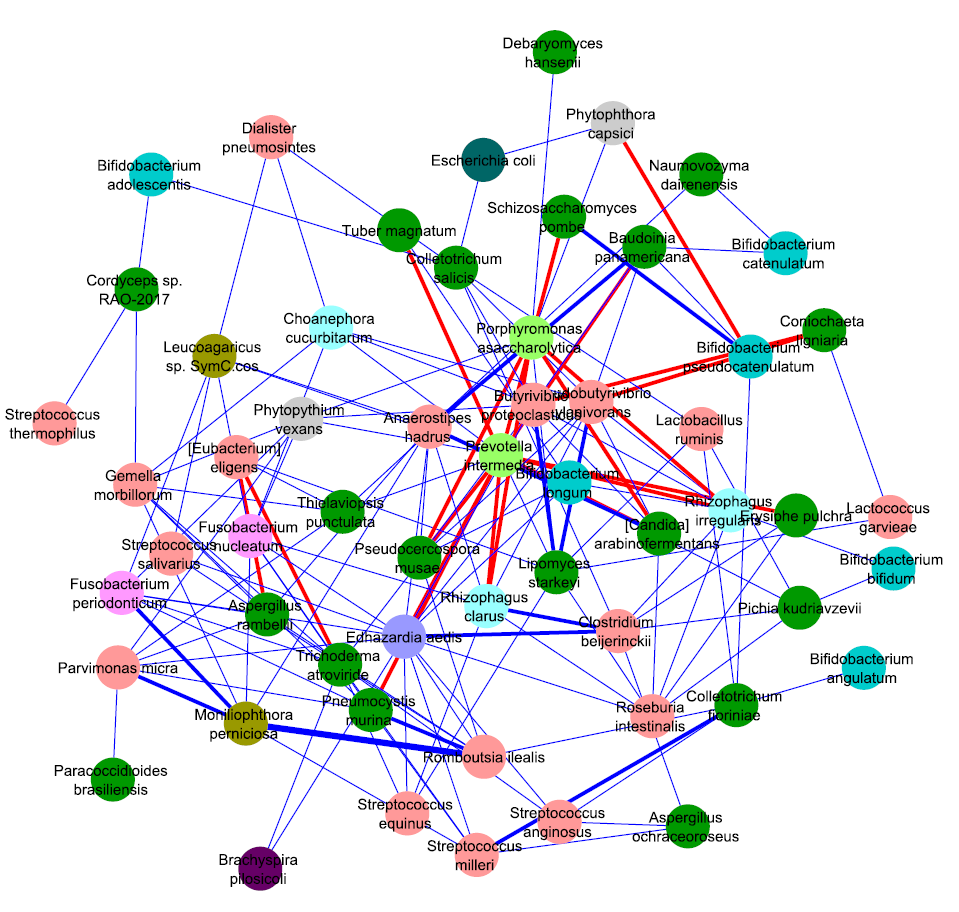 Debaryomyces
hansenii
Phytophthora
capsici
Dialister
pneumosintes
Escherichia coli
Bifidobacterium
adolescentis
Naumovozyma
dairenensis
Schizosaccharomyces
pombe
Tuber magnatum
Baudoinia
panamericana
Bifidobacterium
catenulatum
Colletotrichum
salicis
Cordyceps sp.
RAO-2017
Choanephora
cucurbitarum
Porphyromonas
asaccharolytica
Coniochaeta
ligniaria
Leucoagaricus
sp. SymC.cos
Bifidobacterium
pseudocatenulatum
Streptococcus
thermophilus
Phytopythium
vexans
Anaerostipes
hadrus
Butyrivibrio
proteoclasticus
Lactobacillus
ruminis
[Eubacterium]
eligens
Prevotella
intermedia
Gemella
morbillorum
Bifidobacterium
longum
Thielaviopsis
punctulata
Rhizophagus
irregularis
Erysiphe pulchra
Lactococcus
garvieae
Fusobacterium
nucleatum
[Candida]
arabinofermentans
Streptococcus
salivarius
Pseudocercospora
musae
Lipomyces
starkeyi
Bifidobacterium
bifidum
Fusobacterium
periodonticum
Aspergillus
rambellii
Rhizophagus
clarus
Pichia kudriavzevii
Edhazardia aedis
Clostridium
beijerinckii
Parvimonas micra
Trichoderma
atroviride
Bifidobacterium
angulatum
Pneumocystis
murina
Moniliophthora
perniciosa
Roseburia
intestinalis
Colletotrichum
fioriniae
Romboutsia ilealis
Paracoccidioides
brasiliensis
Streptococcus
equinus
Streptococcus
anginosus
Aspergillus
ochraceoroseus
Streptococcus
milleri
Brachyspira
pilosicoli